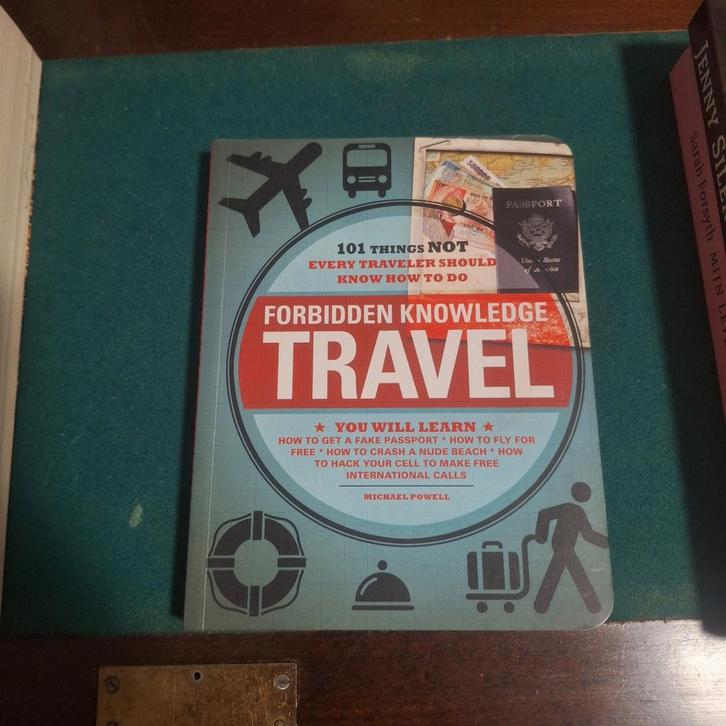 101 THINGS NOT
EVERY TRAVELER SHOULD
KNOW HOW TO DO
FORBIDDEN KNOWLEDGE
TRAVEL
★ YOU WILL LEARN ★
HOW TO GET A FAKE PASSPORT * HOW TO FLY FOR
FREE * HOW TO CRASH A NUDE BEACH * HOW
TO HACK YOUR CELL TO MAKE FREE
INTERNATIONAL CALLS
MICHAEL POWELL
PASSPORT
States
of
JENNY
Sarah Forsyth